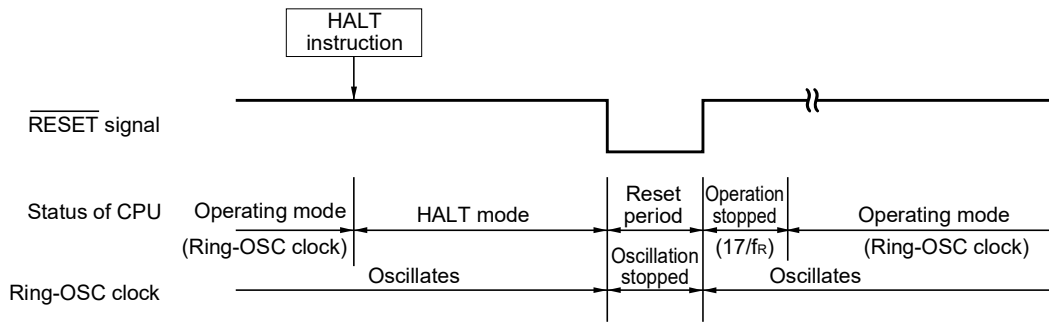 HALT
instruction
RESET signal
Status of CPU
Operating mode
(Ring-OSC clock)
HALT mode
Reset
period
Operation
stopped
(17/fR)
Operating mode
(Ring-OSC clock)
Ring-OSC clock
Oscillates
Oscillation
stopped
Oscillates